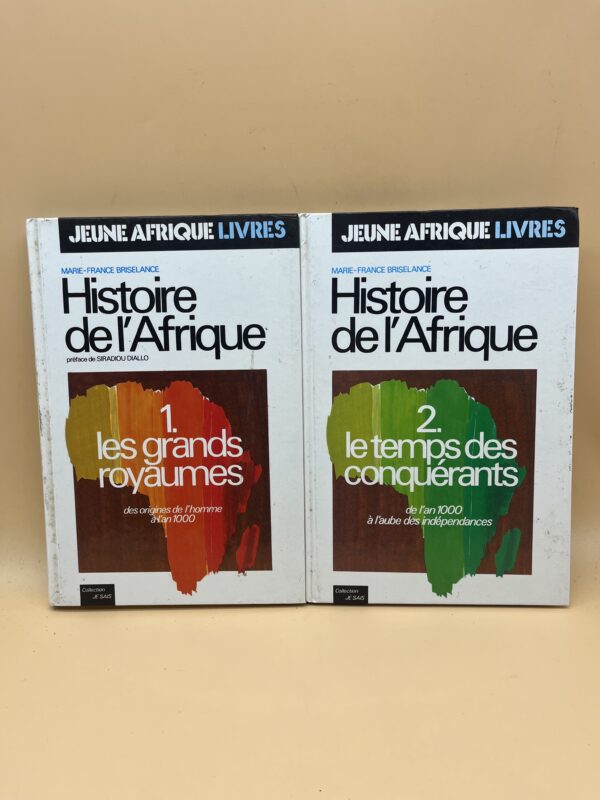 JEUNE AFRIQUE LIVRES
MARIE-FRANCE BRISELANCE
Histoire
de l'Afrique
préface de SIRADIOU DIALLO
1.
les grands
royaumes
des origines de l'homme
à l'an 1000
Collection
JE SAIS
JEUNE AFRIQUE LIVRES
MARIE-FRANCE BRISELANCE
Histoire
de l'Afrique
2.
le temps des
conquérants
de l'an 1000
à l'aube des indépendances
Collection
JE SAIS